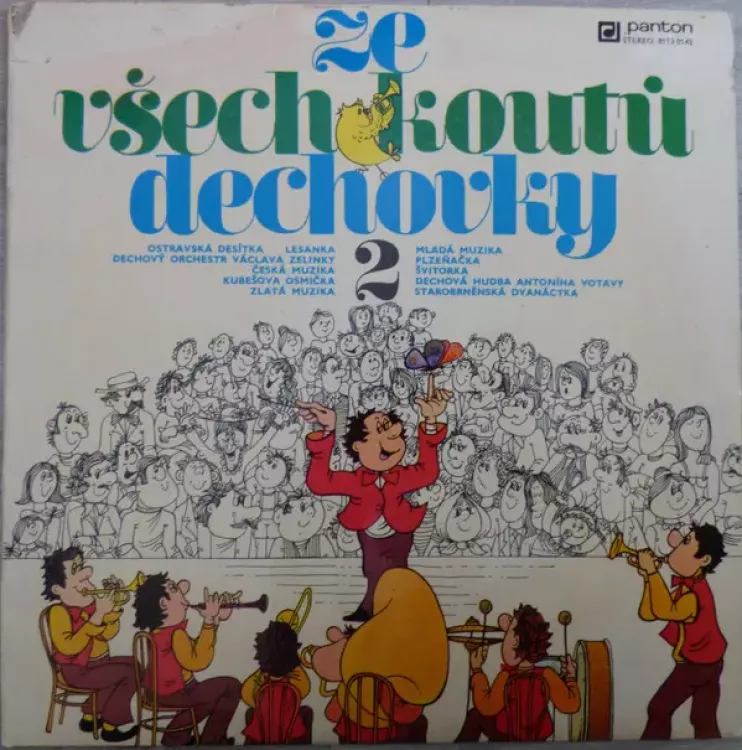 panton
STEREO
ze
všech koutů
dechovky
2
OSTRAVSKÁ DESÍTKA LESANKA
DECHOVÝ ORCHESTR VÁCLAVA ZELINKY
ČESKÁ MUZIKA
KUBEŠOVA OSMIČKA
ZLATÁ MUZIKA
MLADÁ MUZIKA
PLZEŇAČKA
ŠVITORKA
DECHOVÁ HUDBA ANTONÍNA VOTAVY
STAROBRNĚNSKÁ DVANÁCTKA